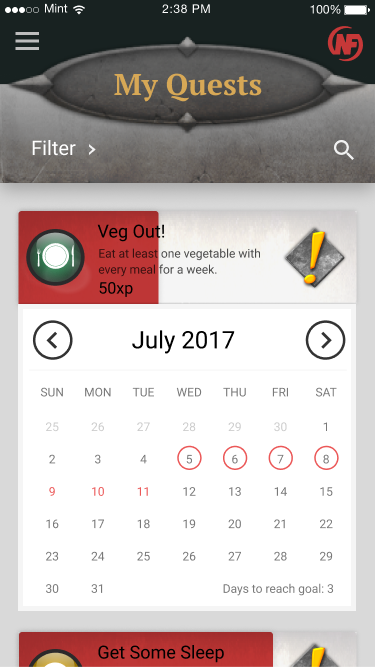 Mint 2:38 PM 100%
NF
My Quests
Filter >
Veg Out!
Eat at least one vegetable with
every meal for a week.
50xp
July 2017
SUN MON TUE WED THU FRI SAT
25 26 27 28 29 30 1
2 3 4 5 6 7 8
9 10 11 12 13 14 15
16 17 18 19 20 21 22
23 24 25 26 27 28 29
30 31 Days to reach goal: 3
Get Some Sleep